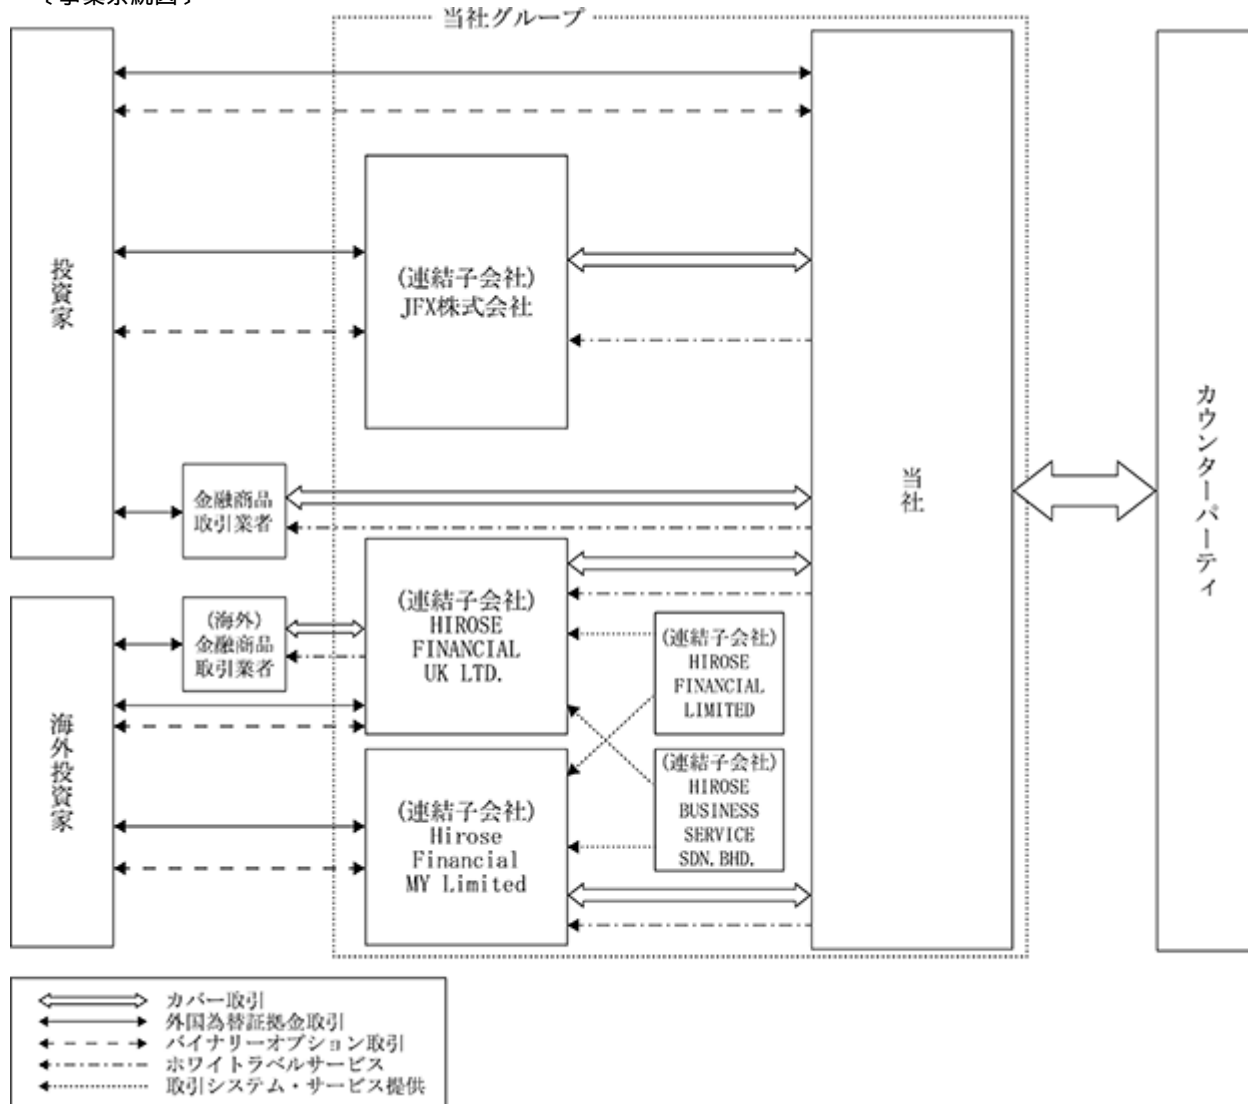 〔事業系統図〕
当社グループ
投資家
(連結子会社)
JFX株式会社
金融商品
取引業者
当社
カウンターパーティ
(海外)
金融商品
取引業者
(連結子会社)
HIROSE
FINANCIAL
UK LTD.
(連結子会社)
HIROSE
FINANCIAL
LIMITED
海外投資家
(連結子会社)
Hirose
Financial
MY Limited
(連結子会社)
HIROSE
BUSINESS
SERVICE
SDN.BHD.
カバー取引
外国為替証拠金取引
バイナリーオプション取引
ホワイトラベルサービス
取引システム・サービス提供